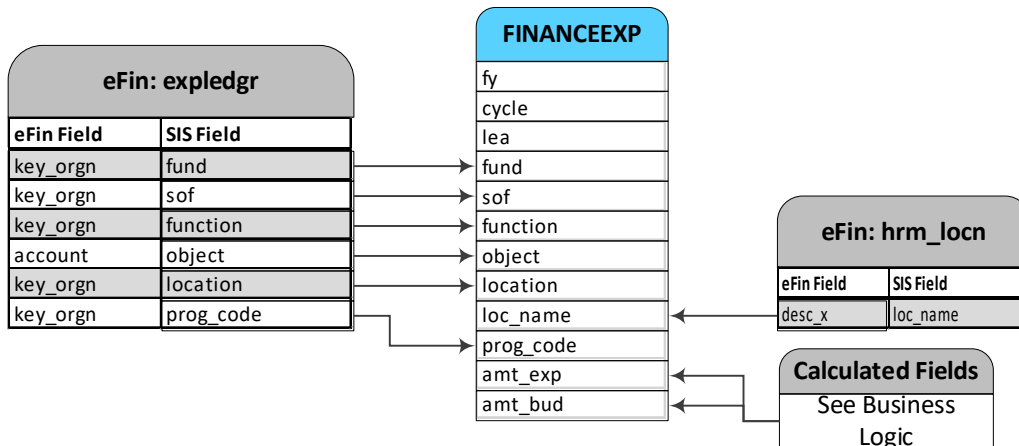 eFin: expledgr
eFin Field SIS Field
key_orgn fund
key_orgn sof
key_orgn function
account object
key_orgn location
key_orgn prog_code
FINANCEEXP
fy
cycle
lea
fund
sof
function
object
location
loc_name
prog_code
amt_exp
amt_bud
eFin: hrm_locn
eFin Field SIS Field
desc_x loc_name
Calculated Fields
See Business
Logic